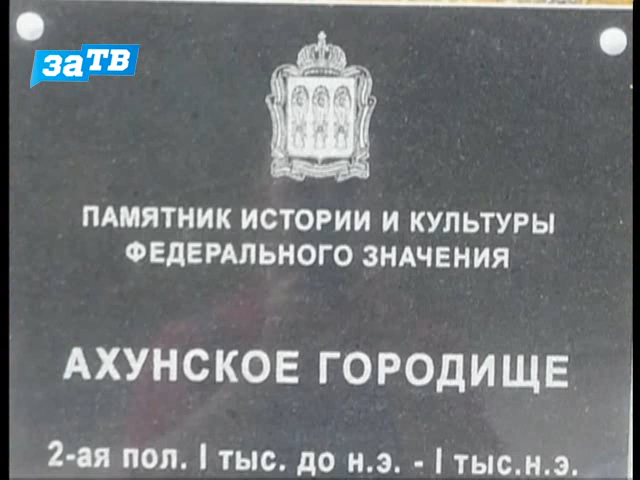 заТВ
ПАМЯТНИК ИСТОРИИ И КУЛЬТУРЫ
ФЕДЕРАЛЬНОГО ЗНАЧЕНИЯ
АХУНСКОЕ ГОРОДИЩЕ
2-ая пол. I тыс. до н.э. - I тыс.н.э.